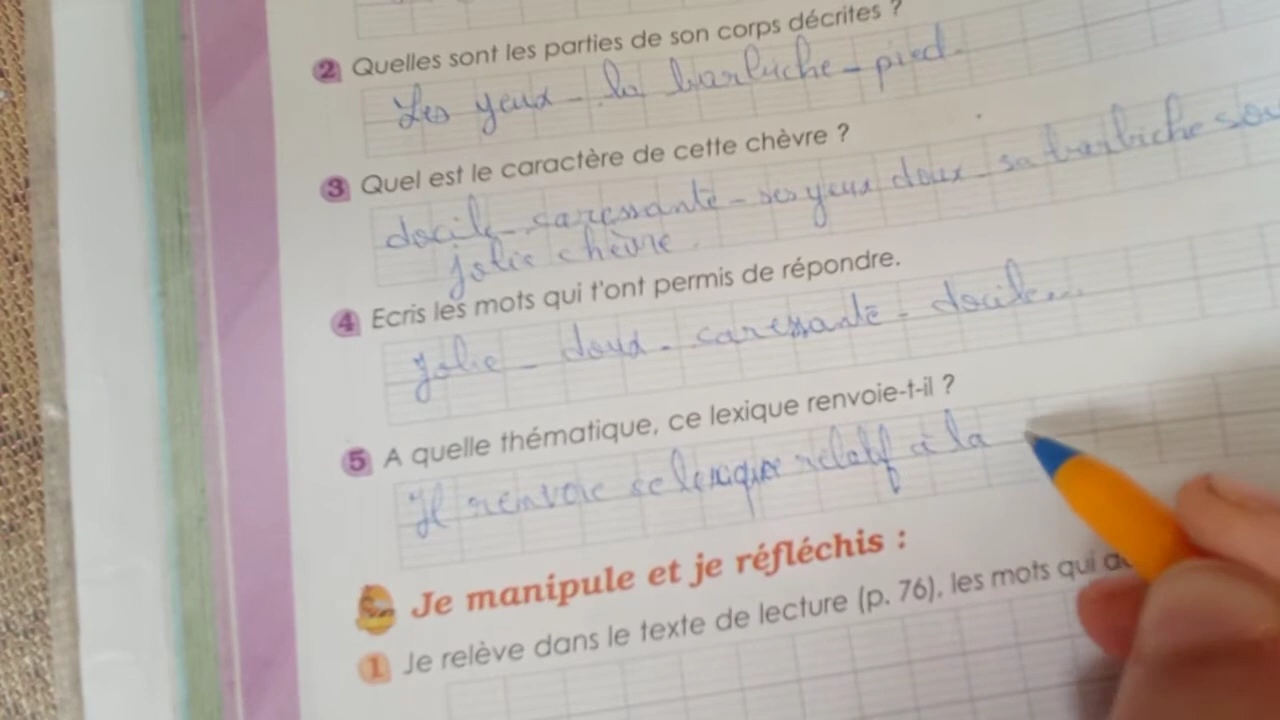 2 Quelles sont les parties de son corps décrites ?
Les yeux - la barbiche - pied.
3 Quel est le caractère de cette chèvre ?
docile - caressante - ses yeux doux - sa barbiche sou
jolie chèvre.
4 Ecris les mots qui t'ont permis de répondre.
jolie - doux - caressante - docile...
5 A quelle thématique, ce lexique renvoie-t-il ?
Il renvoie se lexique relatif à la
Je manipule et je réfléchis :
1 Je relève dans le texte de lecture (p. 76), les mots qui